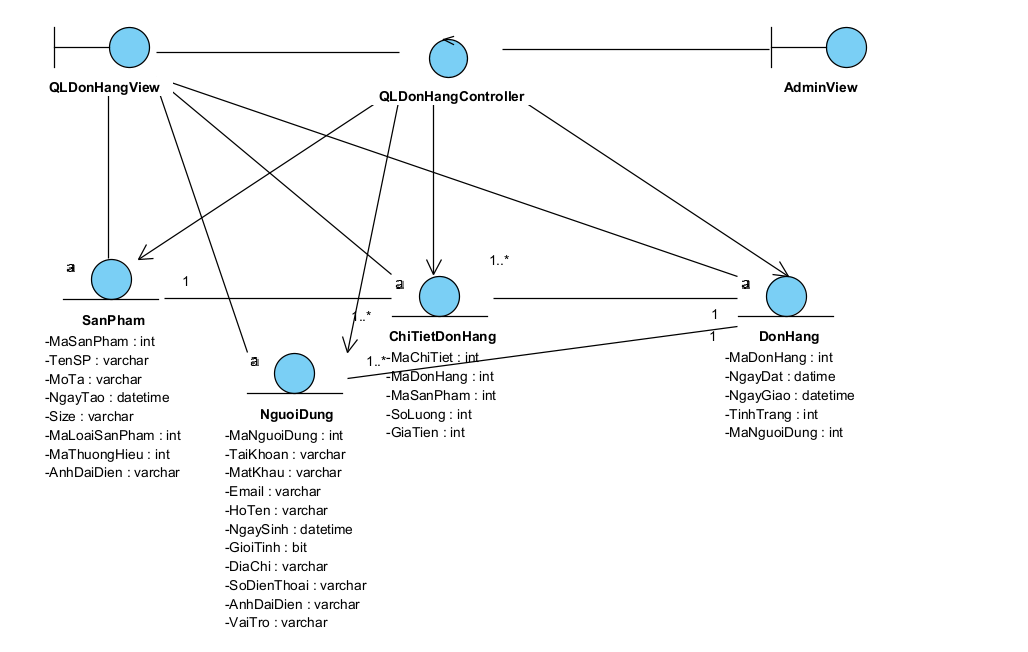 QLDonHangView
QLDonHangController
AdminView
a
1
a
1..*
a
1
1..*
SanPham
-MaSanPham : int
-TenSP : varchar
-MoTa : varchar
-NgayTao : datetime
-Size : varchar
-MaLoaiSanPham : int
-MaThuongHieu : int
-AnhDaiDien : varchar
a
1..*
NguoiDung
-MaNguoiDung : int
-TaiKhoan : varchar
-MatKhau : varchar
-Email : varchar
-HoTen : varchar
-NgaySinh : datetime
-GioiTinh : bit
-DiaChi : varchar
-SoDienThoai : varchar
-AnhDaiDien : varchar
-VaiTro : varchar
ChiTietDonHang
-MaChiTiet : int
-MaDonHang : int
-MaSanPham : int
-SoLuong : int
-GiaTien : int
1
DonHang
-MaDonHang : int
-NgayDat : datime
-NgayGiao : datetime
-TinhTrang : int
-MaNguoiDung : int